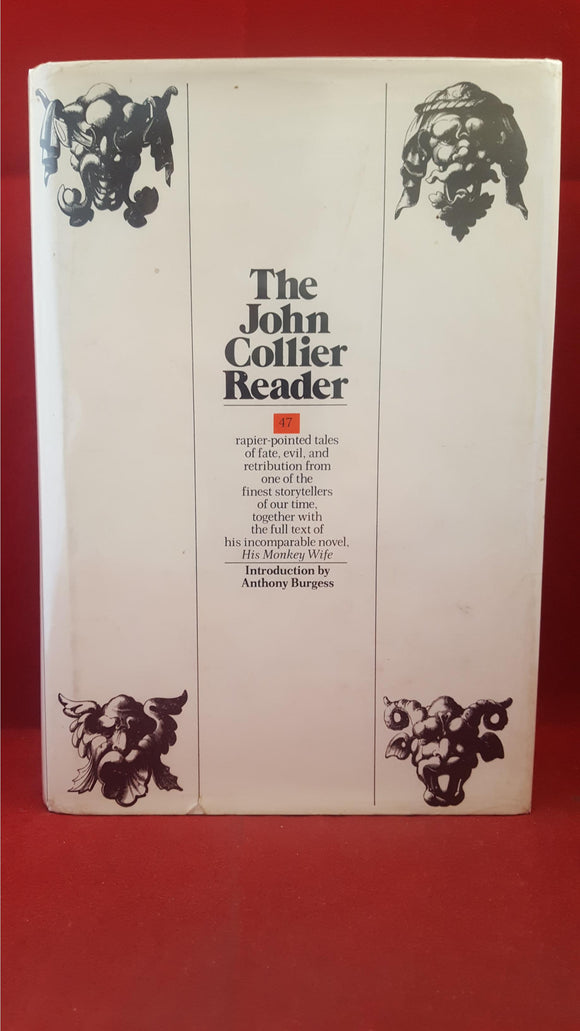 The
John
Collier
Reader
47
rapier-pointed tales
of fate, evil, and
retribution from
one of the
finest storytellers
of our time,
together with
the full text of
his incomparable novel,
His Monkey Wife
Introduction by
Anthony Burgess